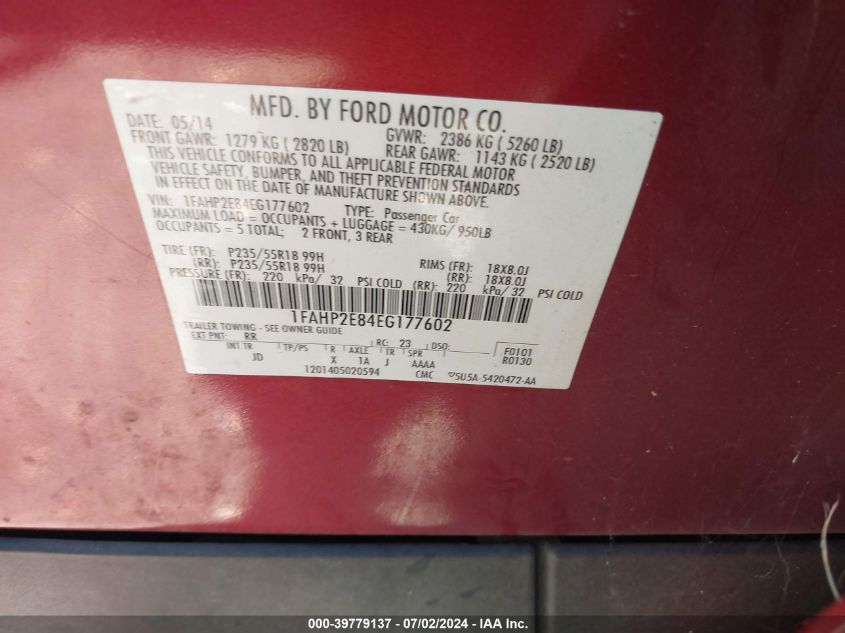 MFD. BY FORD MOTOR CO.
DATE: 05/14 GVWR: 2386 KG ( 5260 LB)
FRONT GAWR: 1279 KG ( 2820 LB) REAR GAWR: 1143 KG ( 2520 LB)
THIS VEHICLE CONFORMS TO ALL APPLICABLE FEDERAL MOTOR
VEHICLE SAFETY, BUMPER, AND THEFT PREVENTION STANDARDS
IN EFFECT ON THE DATE OF MANUFACTURE SHOWN ABOVE.
VIN: 1FAHP2E84EG177602 TYPE: Passenger Car
MAXIMUM LOAD = OCCUPANTS + LUGGAGE = 430KG/ 950LB
OCCUPANTS = 5 TOTAL; 2 FRONT, 3 REAR
TIRE (FR): P235/55R18 99H RIMS (FR): 18X8.0J
(RR): P235/55R18 99H (RR): 18X8.0J
PRESSURE (FR): 220 kPa/ 32 PSI COLD (RR): 220 kPa/ 32 PSI COLD
1FAHP2E84EG177602
TRAILER TOWING - SEE OWNER GUIDE
EXT PNT: RR RC: 23 DSO: F0101
INT TR TP/PS R AXLE TR SPR R0130
JD X 1A J AAAA
1201405020594 CMC 5U5A-5420472-AA
000-39779137 - 07/02/2024 - IAA Inc.